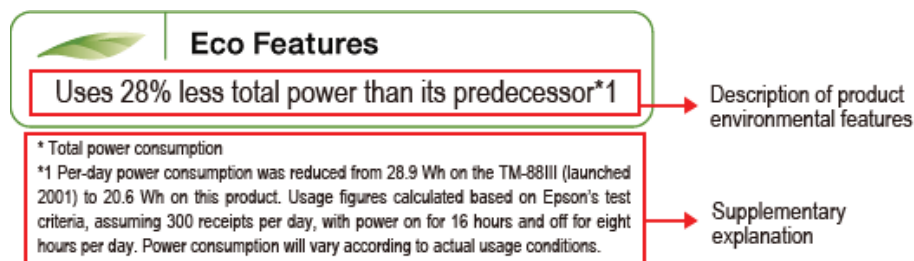 Eco Features
Uses 28% less total power than its predecessor*1
Description of product
environmental features
* Total power consumption
*1 Per-day power consumption was reduced from 28.9 Wh on the TM-88III (launched
2001) to 20.6 Wh on this product. Usage figures calculated based on Epson's test
criteria, assuming 300 receipts per day, with power on for 16 hours and off for eight
hours per day. Power consumption will vary according to actual usage conditions.
Supplementary
explanation